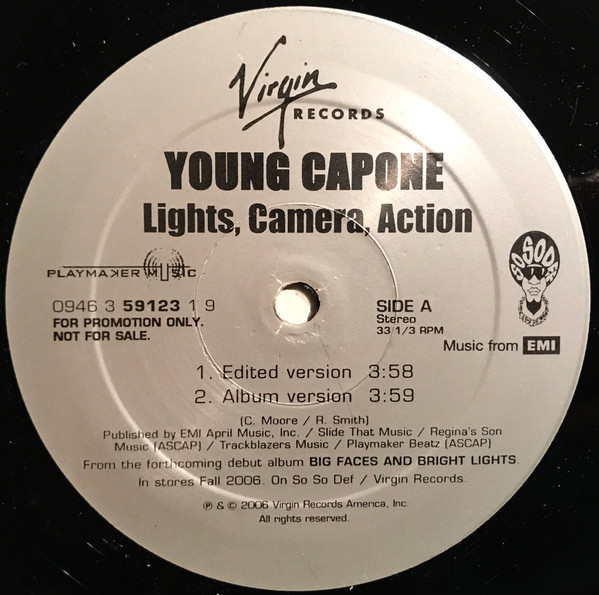 Virgin
RECORDS
YOUNG CAPONE
Lights, Camera, Action
PLAYMAKER MUSIC
0946 3 59123 1 9
FOR PROMOTION ONLY.
NOT FOR SALE.
SO SO DEF
SIDE A
Stereo
33 1/3 RPM
Music from EMI
1. Edited version 3:58
2. Album version 3:59
(C. Moore / R. Smith)
Published by EMI April Music, Inc. / Slide That Music / Regina's Son
Music (ASCAP) / Trackblazers Music / Playmaker Beatz (ASCAP)
From the forthcoming debut album BIG FACES AND BRIGHT LIGHTS.
In stores Fall 2006. On So So Def / Virgin Records.
℗ & © 2006 Virgin Records America, Inc.
All rights reserved.